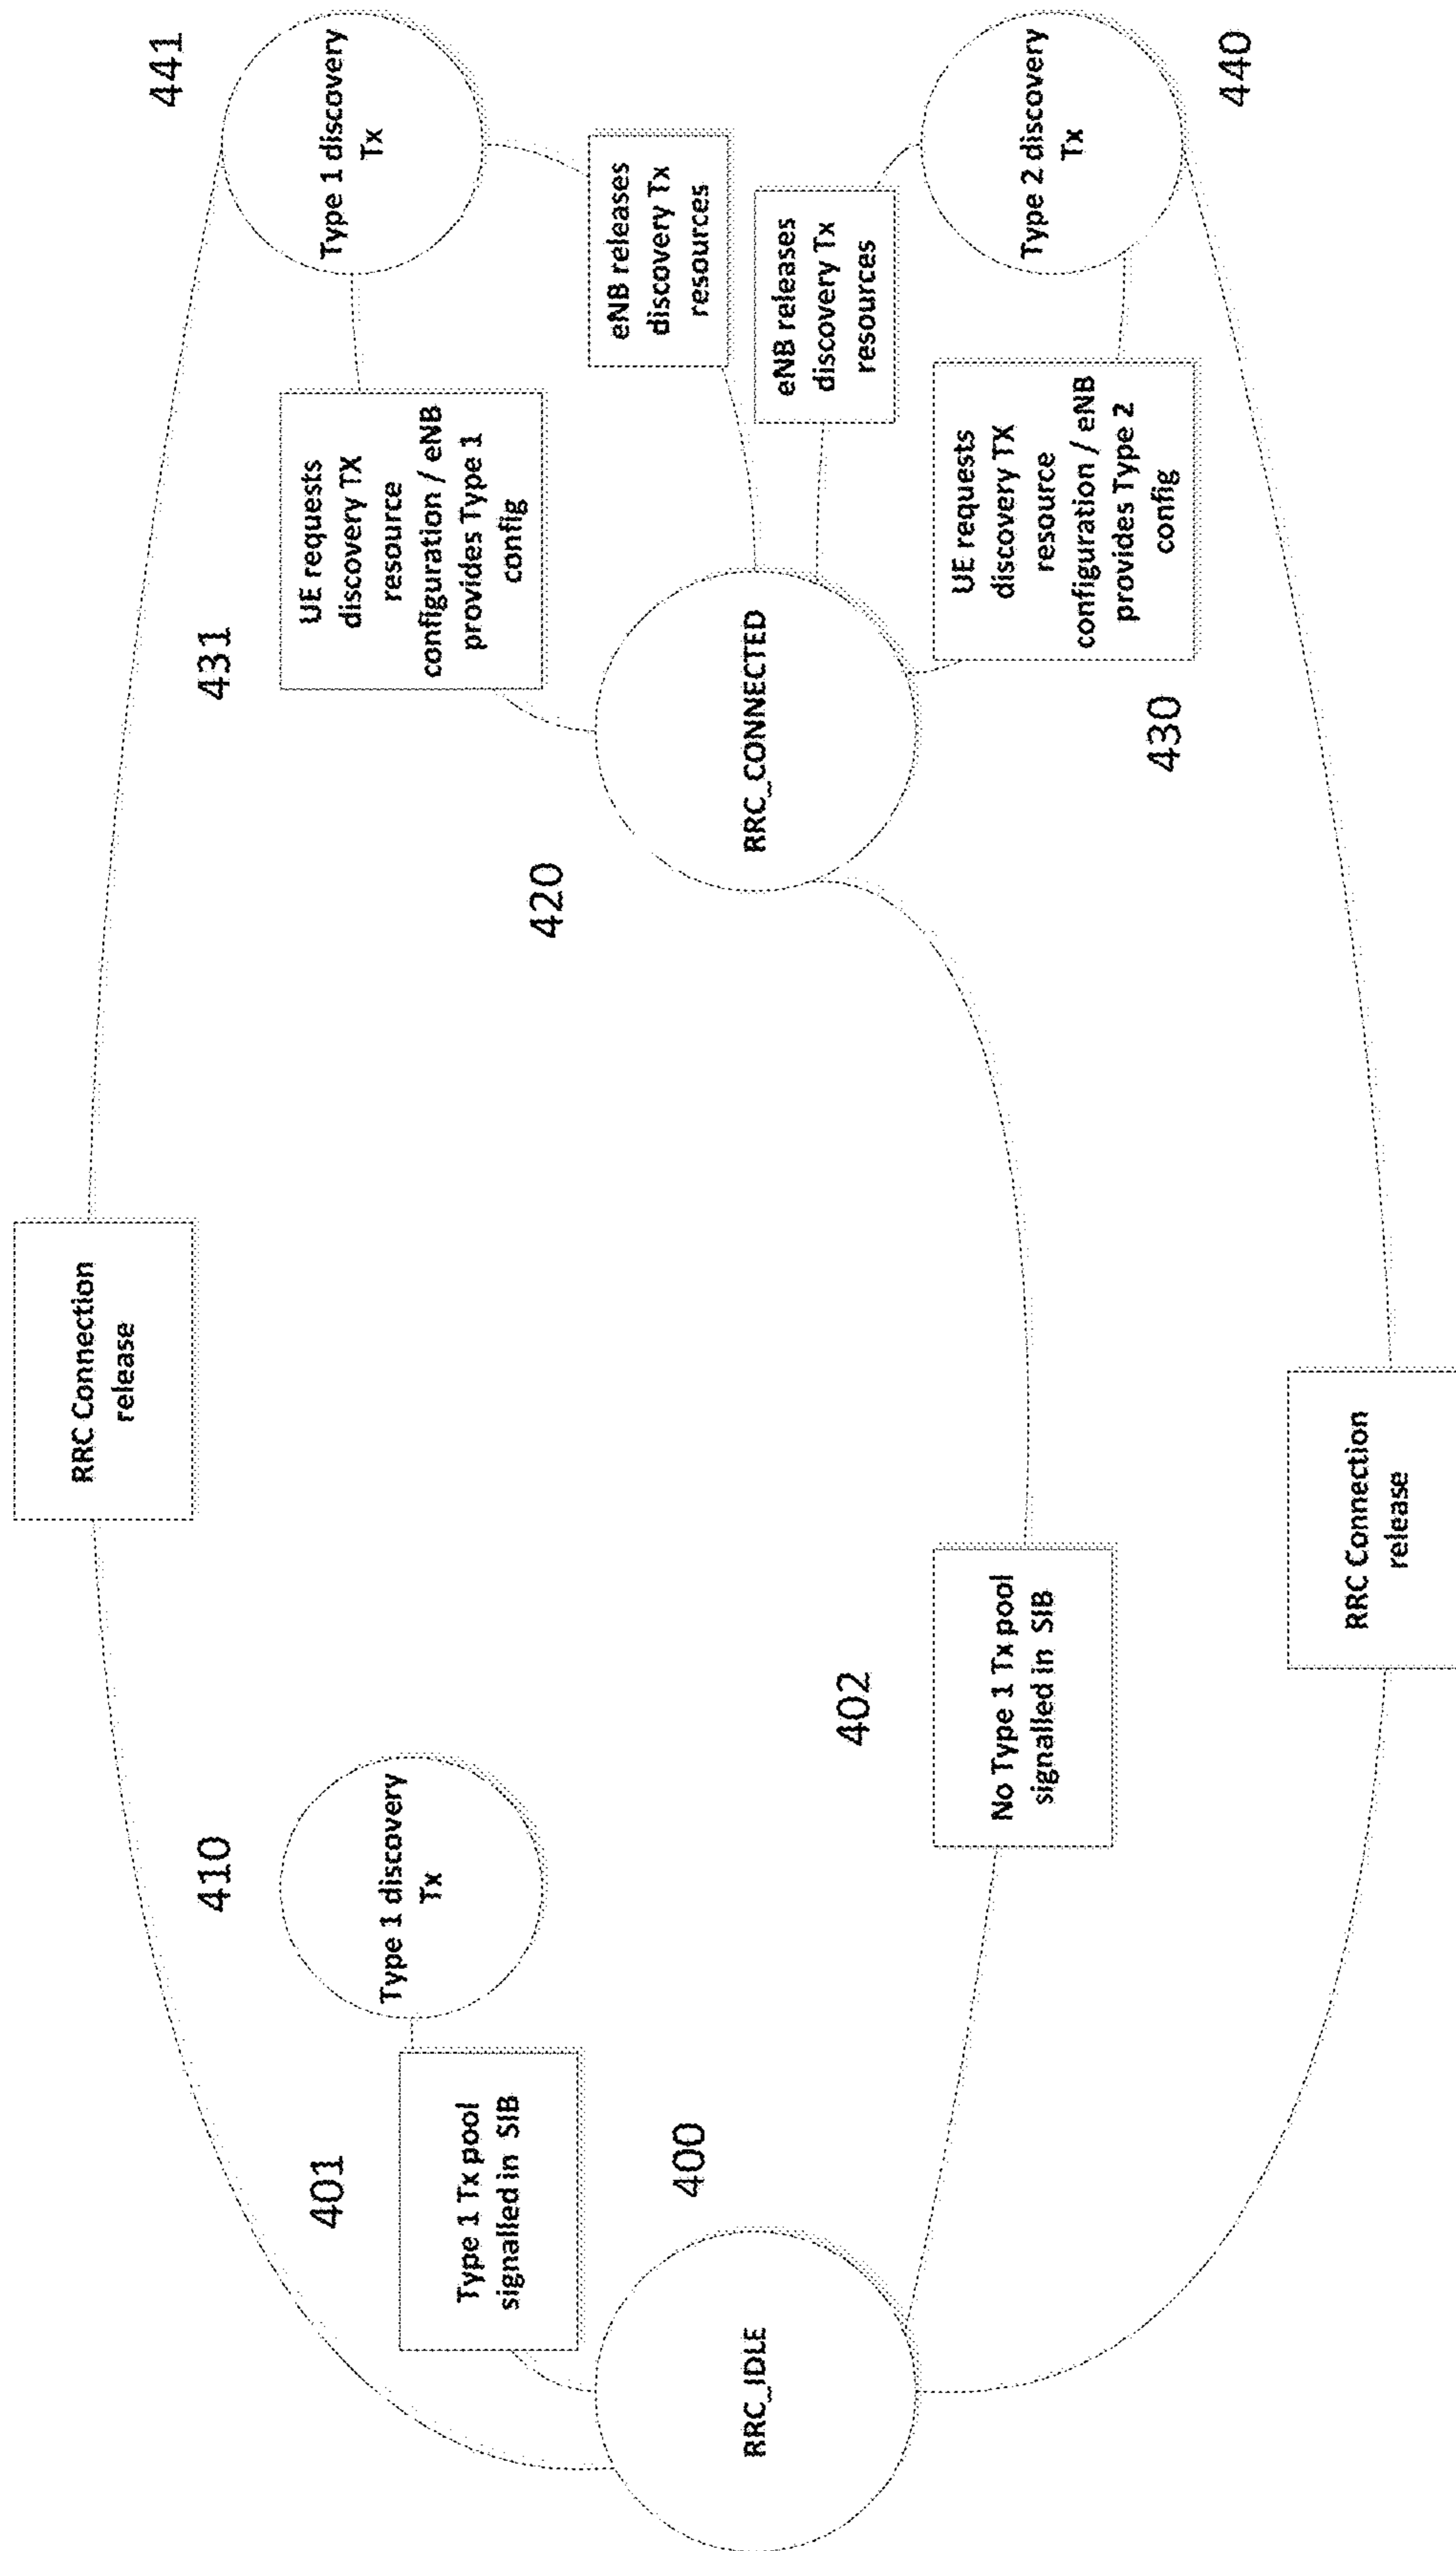 RRC Connection
release
441
Type 1 discovery
Tx
431
UE requests
discovery TX
resource
configuration / eNB
provides Type 1
config
eNB releases
discovery Tx
resources
410
Type 1 discovery
Tx
401
Type 1 Tx pool
signalled in SIB
400
RRC_IDLE
420
RRC_CONNECTED
eNB releases
discovery Tx
resources
402
No Type 1 Tx pool
signalled in SIB
430
UE requests
discovery TX
resource
configuration / eNB
provides Type 2
config
Type 2 discovery
Tx
440
RRC Connection
release